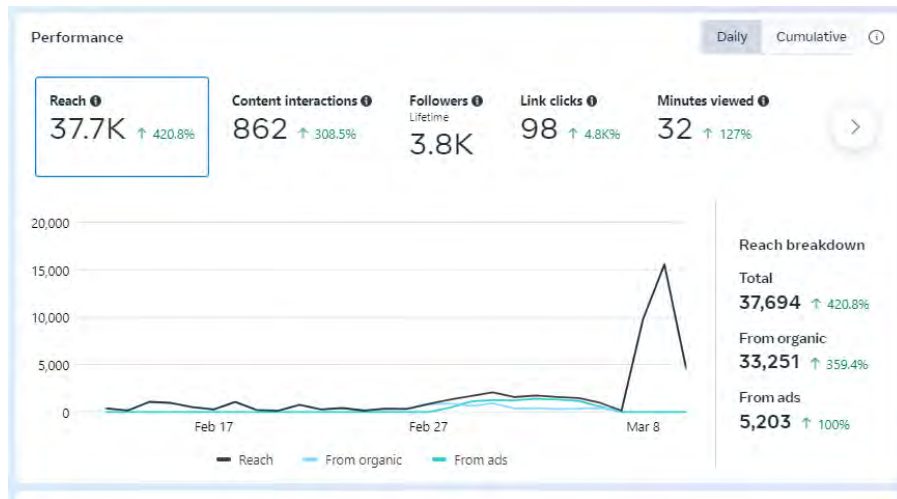 Performance
Daily Cumulative
Reach Content interactions Followers Link clicks Minutes viewed
Lifetime
37.7K ↑ 420.8% 862 ↑ 308.5% 3.8K 98 ↑ 4.8K% 32 ↑ 127%
20,000
15,000
10,000
5,000
0
Feb 17 Feb 27 Mar 8
Reach From organic From ads
Reach breakdown
Total
37,694 ↑ 420.8%
From organic
33,251 ↑ 359.4%
From ads
5,203 ↑ 100%